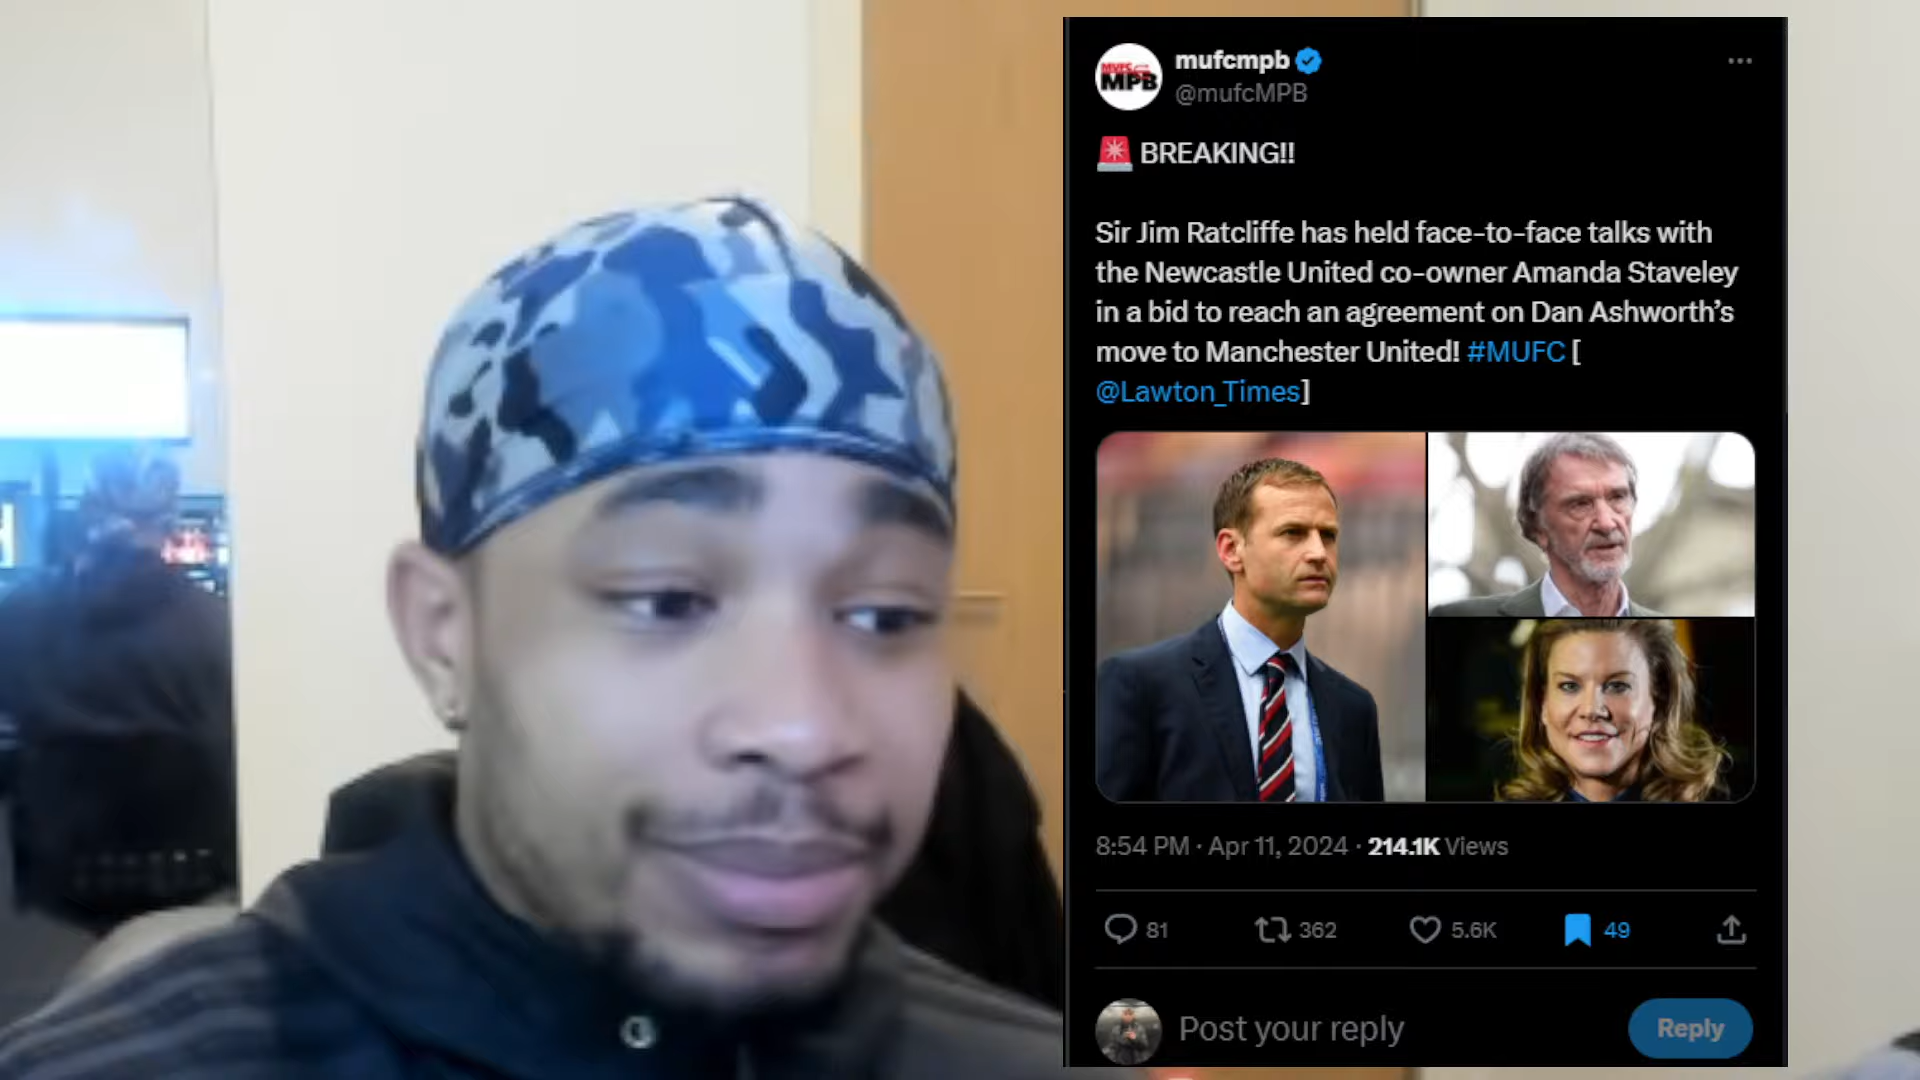 mufcmpb
@mufcMPB
MUFC
MPB
🚨 BREAKING!!
Sir Jim Ratcliffe has held face-to-face talks with
the Newcastle United co-owner Amanda Staveley
in a bid to reach an agreement on Dan Ashworth’s
move to Manchester United! #MUFC [
@Lawton_Times]
8:54 PM · Apr 11, 2024 · 214.1K Views
81 362 5.6K 49
Post your reply
Reply